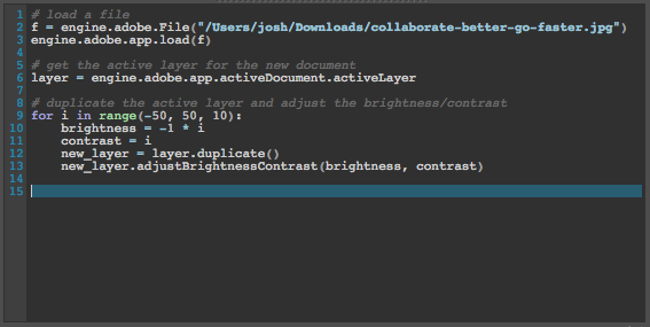 1 # load a file
2 f = engine.adobe.File("/Users/josh/Downloads/collaborate-better-go-faster.jpg")
3 engine.adobe.app.load(f)
4
5 # get the active layer for the new document
6 layer = engine.adobe.app.activeDocument.activeLayer
7
8 # duplicate the active layer and adjust the brightness/contrast
9 for i in range(-50, 50, 10):
10     brightness = -1 * i
11     contrast = i
12     new_layer = layer.duplicate()
13     new_layer.adjustBrightnessContrast(brightness, contrast)
14
15